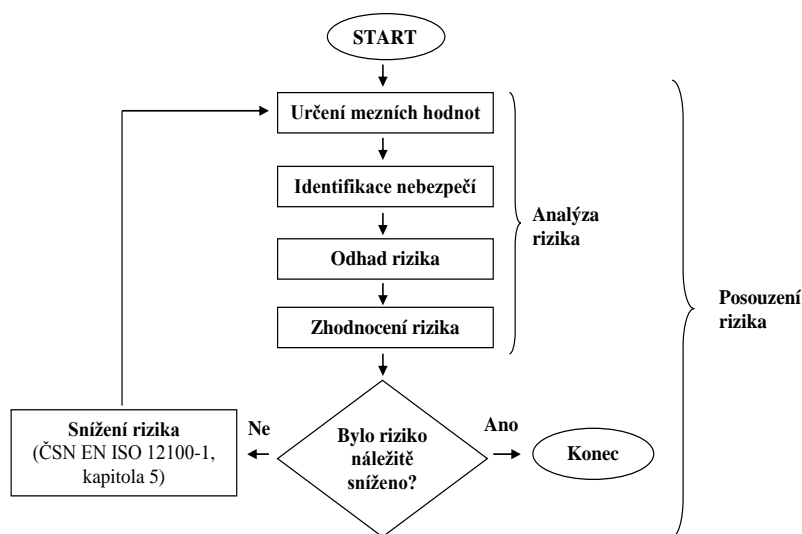 START
Určení mezních hodnot
Identifikace nebezpečí
Odhad rizika
Zhodnocení rizika
Analýza
rizika
Posouzení
rizika
Bylo riziko
náležitě
sníženo?
Ne
Snížení rizika
(ČSN EN ISO 12100-1,
kapitola 5)
Ano
Konec